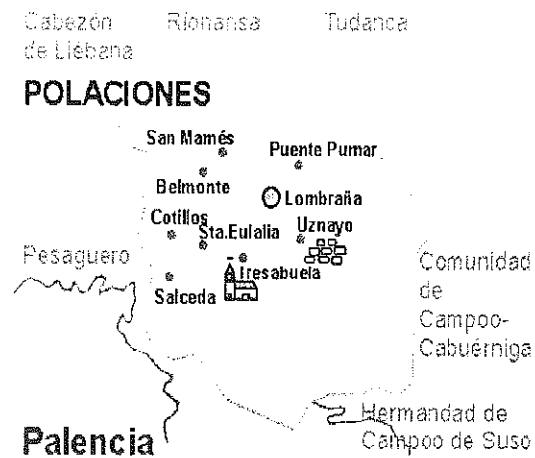 Cabezón Rionansa Tudanca
de Liébana
POLACIONES
San Mamés
Puente Pumar
Belmonte
Lombraña
Cotillos
Sta.Eulalia
Uznayo
Pesaguero
Tresabuela
Comunidad
de
Campoo-
Cabuérniga
Salceda
Hermandad de
Campoo de Suso
Palencia